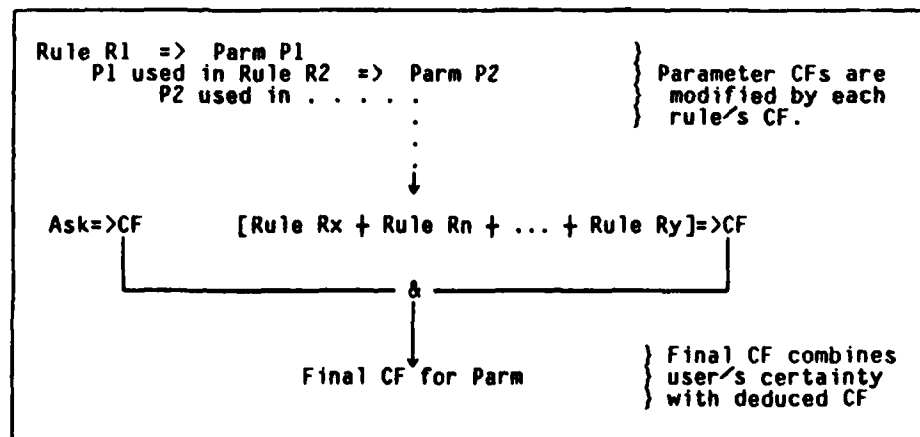 Rule R1 => Parm P1
P1 used in Rule R2 => Parm P2
P2 used in . . . . .
.
.
.
} Parameter CFs are
} modified by each
} rule's CF.
Ask=>CF [Rule Rx + Rule Rn + ... + Rule Ry]=>CF
&
Final CF for Parm
} Final CF combines
} user's certainty
} with deduced CF